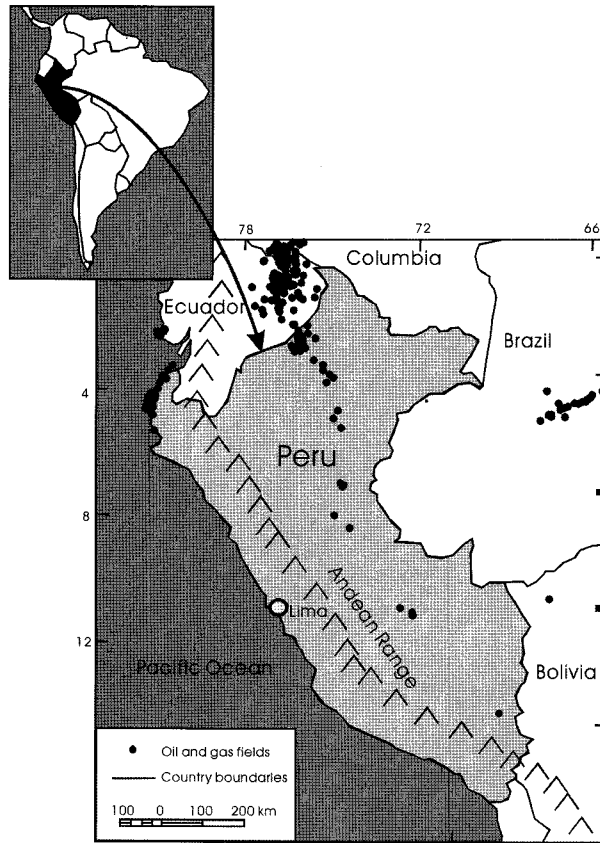 78
72
66
Columbia
Ecuador
Brazil
4
Peru
8
Andean Range
Lima
12
Pacific Ocean
Bolivia
Oil and gas fields
Country boundaries
100 0 100 200 km